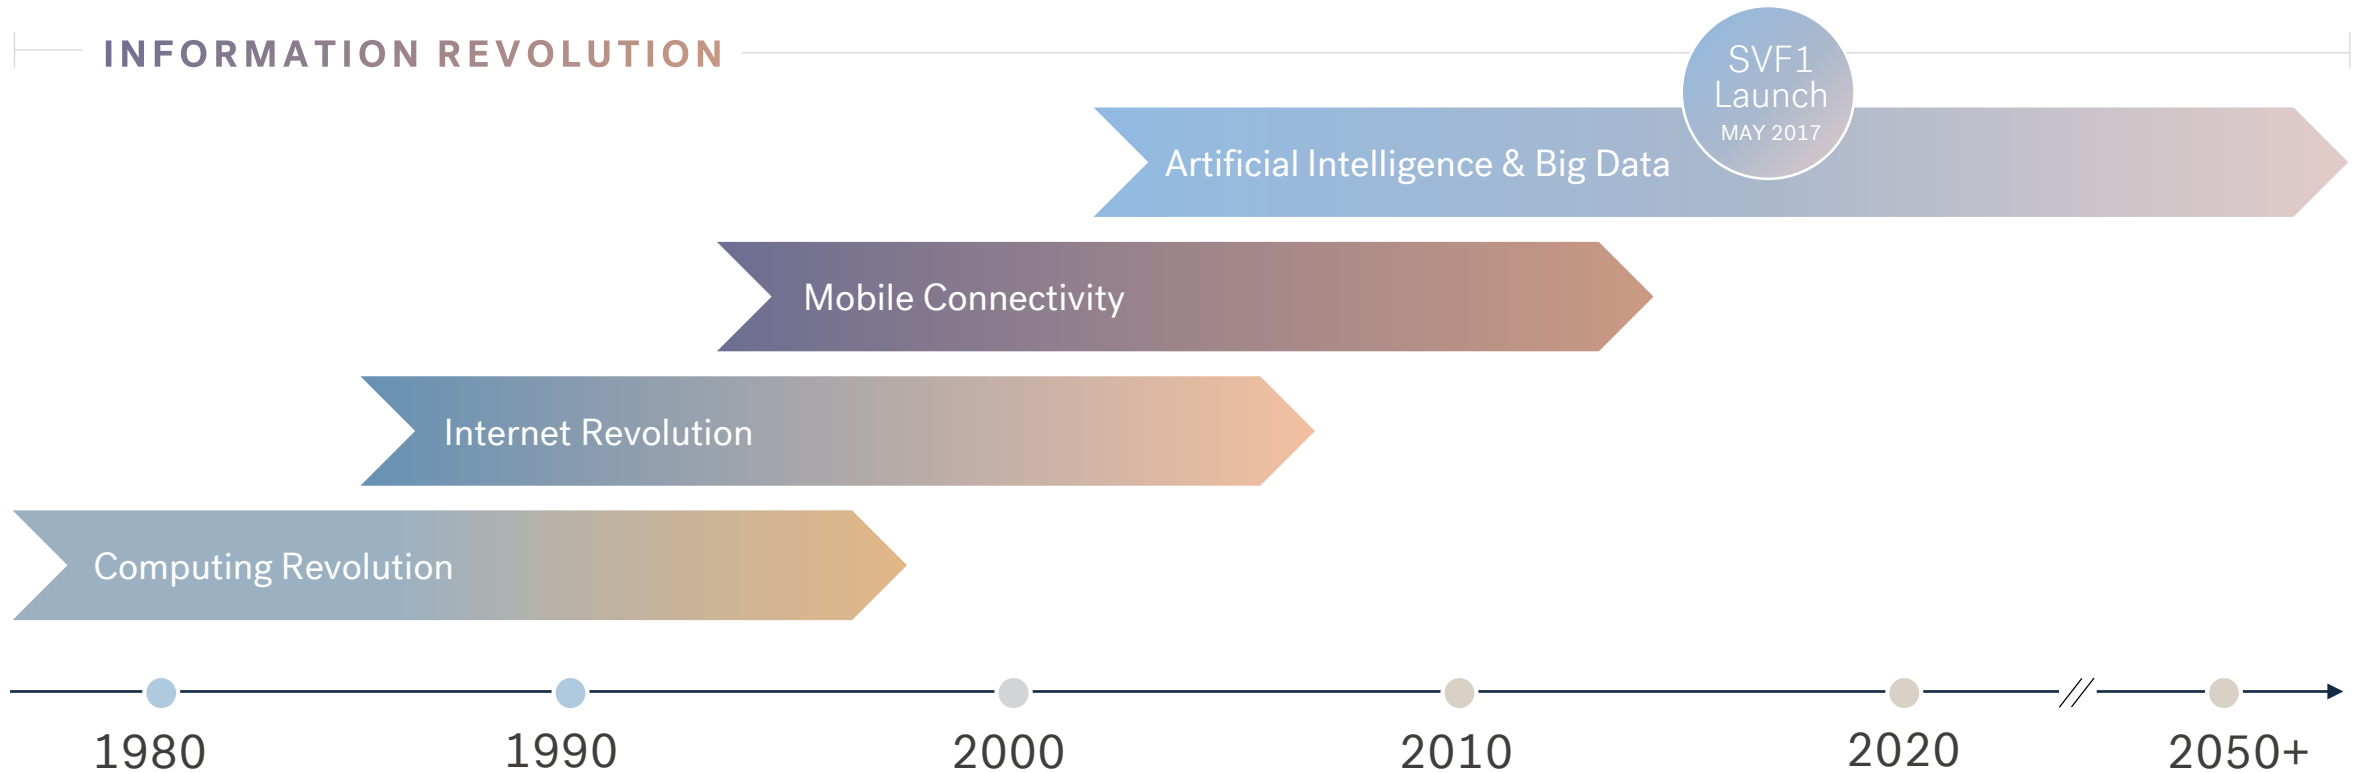 INFORMATION REVOLUTION
SVF1
Launch
MAY 2017
Artificial Intelligence & Big Data
Mobile Connectivity
Internet Revolution
Computing Revolution
1980 1990 2000 2010 2020 2050+